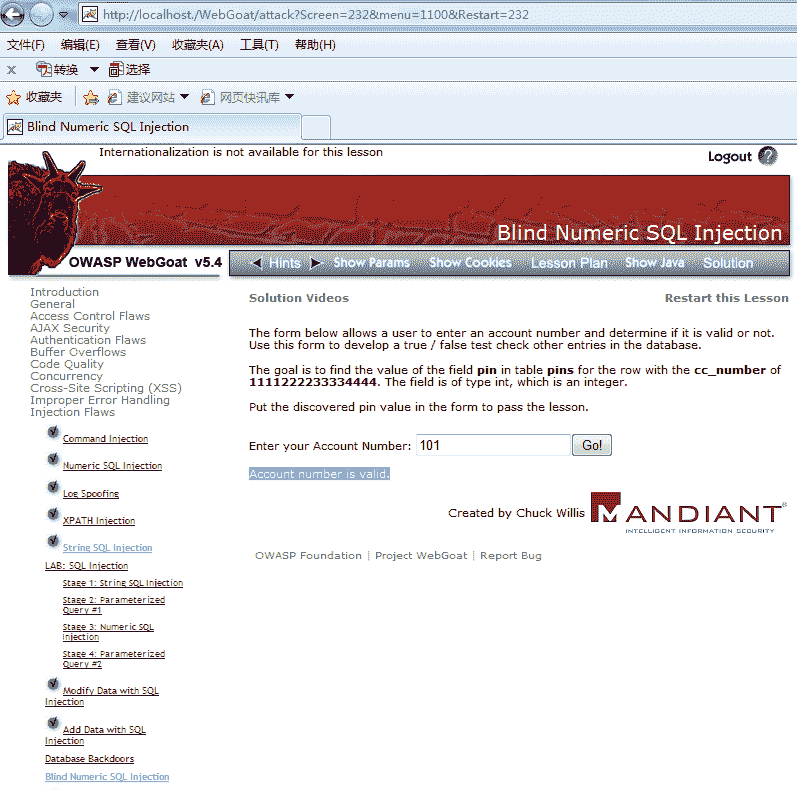 http://localhost./WebGoat/attack?Screen=232&menu=1100&Restart=232
文件(F) 编辑(E) 查看(V) 收藏夹(A) 工具(T) 帮助(H)
x 转换 选择
收藏夹 建议网站 网页快讯库
Blind Numeric SQL Injection
Internationalization is not available for this lesson
Logout ?
Blind Numeric SQL Injection
OWASP WebGoat v5.4
Hints Show Params Show Cookies Lesson Plan Show Java Solution
Introduction
General
Access Control Flaws
AJAX Security
Authentication Flaws
Buffer Overflows
Code Quality
Concurrency
Cross-Site Scripting (XSS)
Improper Error Handling
Injection Flaws
Command Injection
Numeric SQL Injection
Log Spoofing
XPATH Injection
String SQL Injection
LAB: SQL Injection
Stage 1: String SQL Injection
Stage 2: Parameterized
Query #1
Stage 3: Numeric SQL
Injection
Stage 4: Parameterized
Query #2
Modify Data with SQL
Injection
Add Data with SQL
Injection
Database Backdoors
Blind Numeric SQL Injection
Solution Videos Restart this Lesson
The form below allows a user to enter an account number and determine if it is valid or not.
Use this form to develop a true / false test check other entries in the database.
The goal is to find the value of the field pin in table pins for the row with the cc_number of
1111222233334444. The field is of type int, which is an integer.
Put the discovered pin value in the form to pass the lesson.
Enter your Account Number: 101 Go!
Account number is valid.
Created by Chuck Willis MANDIANT®
INTELLIGENT INFORMATION SECURITY
OWASP Foundation | Project WebGoat | Report Bug